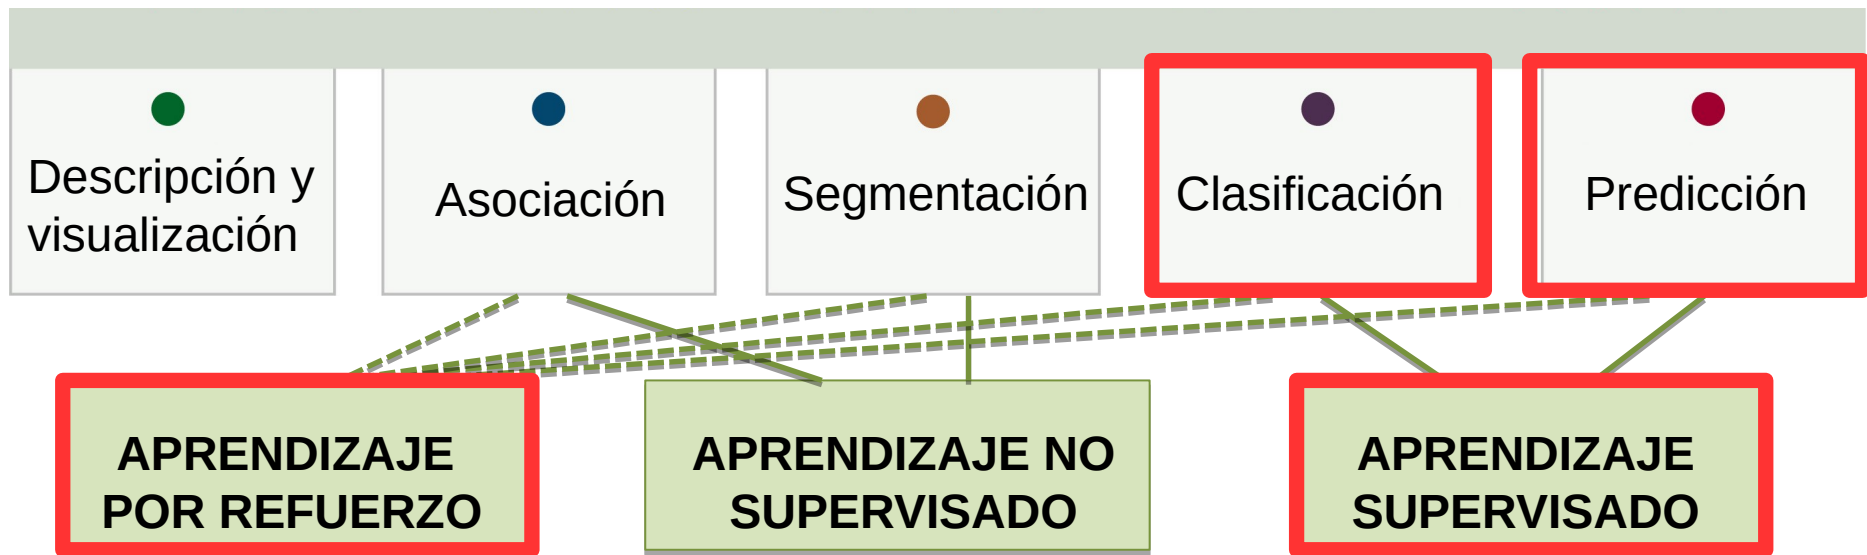 Descripción y
visualización
Asociación
Segmentación
Clasificación
Predicción
APRENDIZAJE
POR REFUERZO
APRENDIZAJE NO
SUPERVISADO
APRENDIZAJE
SUPERVISADO